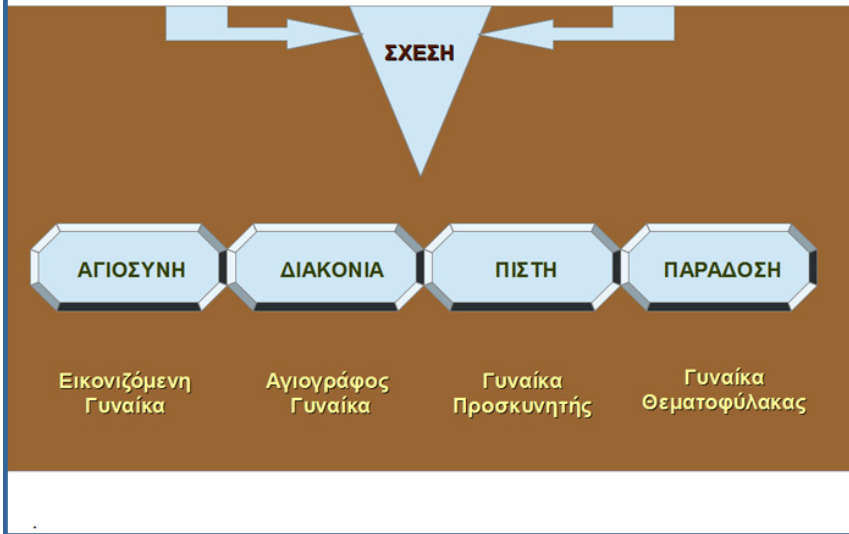 ΣΧΕΣΗ
ΑΓΙΟΣΥΝΗ
ΔΙΑΚΟΝΙΑ
ΠΙΣΤΗ
ΠΑΡΑΔΟΣΗ
Εικονιζόμενη
Γυναίκα
Αγιογράφος
Γυναίκα
Γυναίκα
Προσκυνητής
Γυναίκα
Θεματοφύλακας